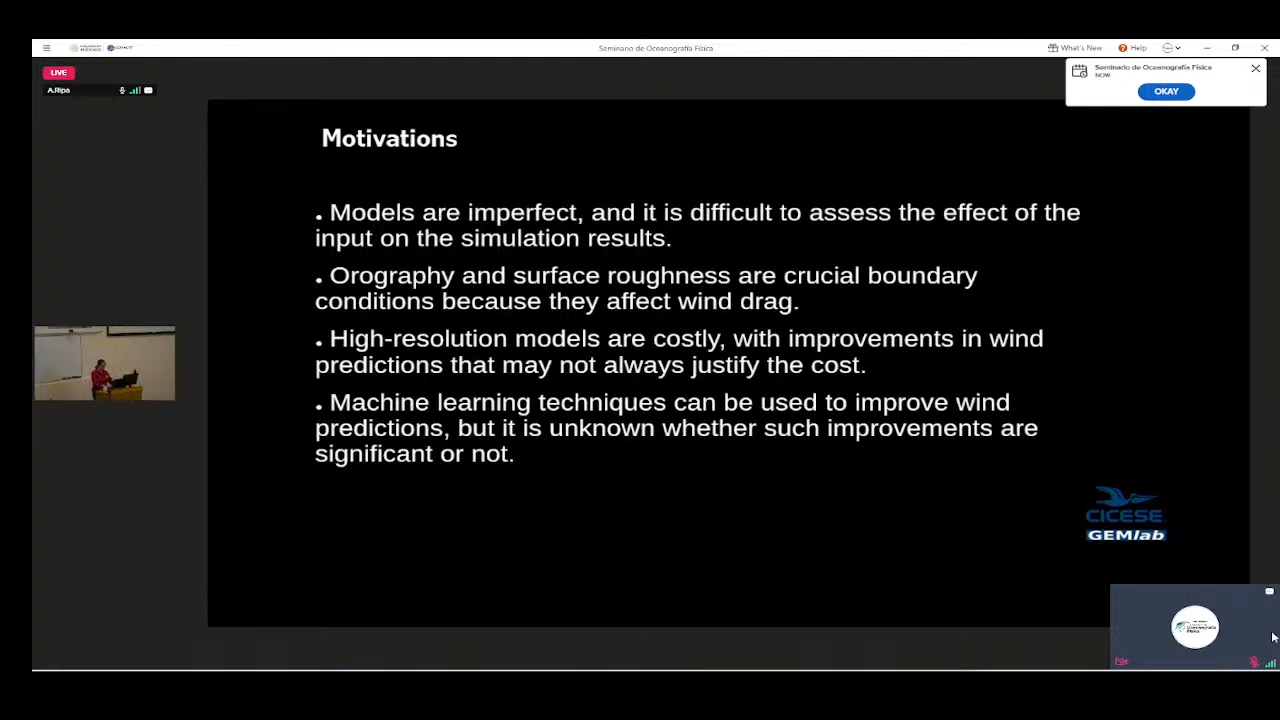 Seminario de Oceanografía Física
What's New
Help
LIVE
A.Ripa
Seminario de Oceanografía Física
NOW
OKAY
Motivations
. Models are imperfect, and it is difficult to assess the effect of the
input on the simulation results.
. Orography and surface roughness are crucial boundary
conditions because they affect wind drag.
. High-resolution models are costly, with improvements in wind
predictions that may not always justify the cost.
. Machine learning techniques can be used to improve wind
predictions, but it is unknown whether such improvements are
significant or not.
CICESE
GEMlab